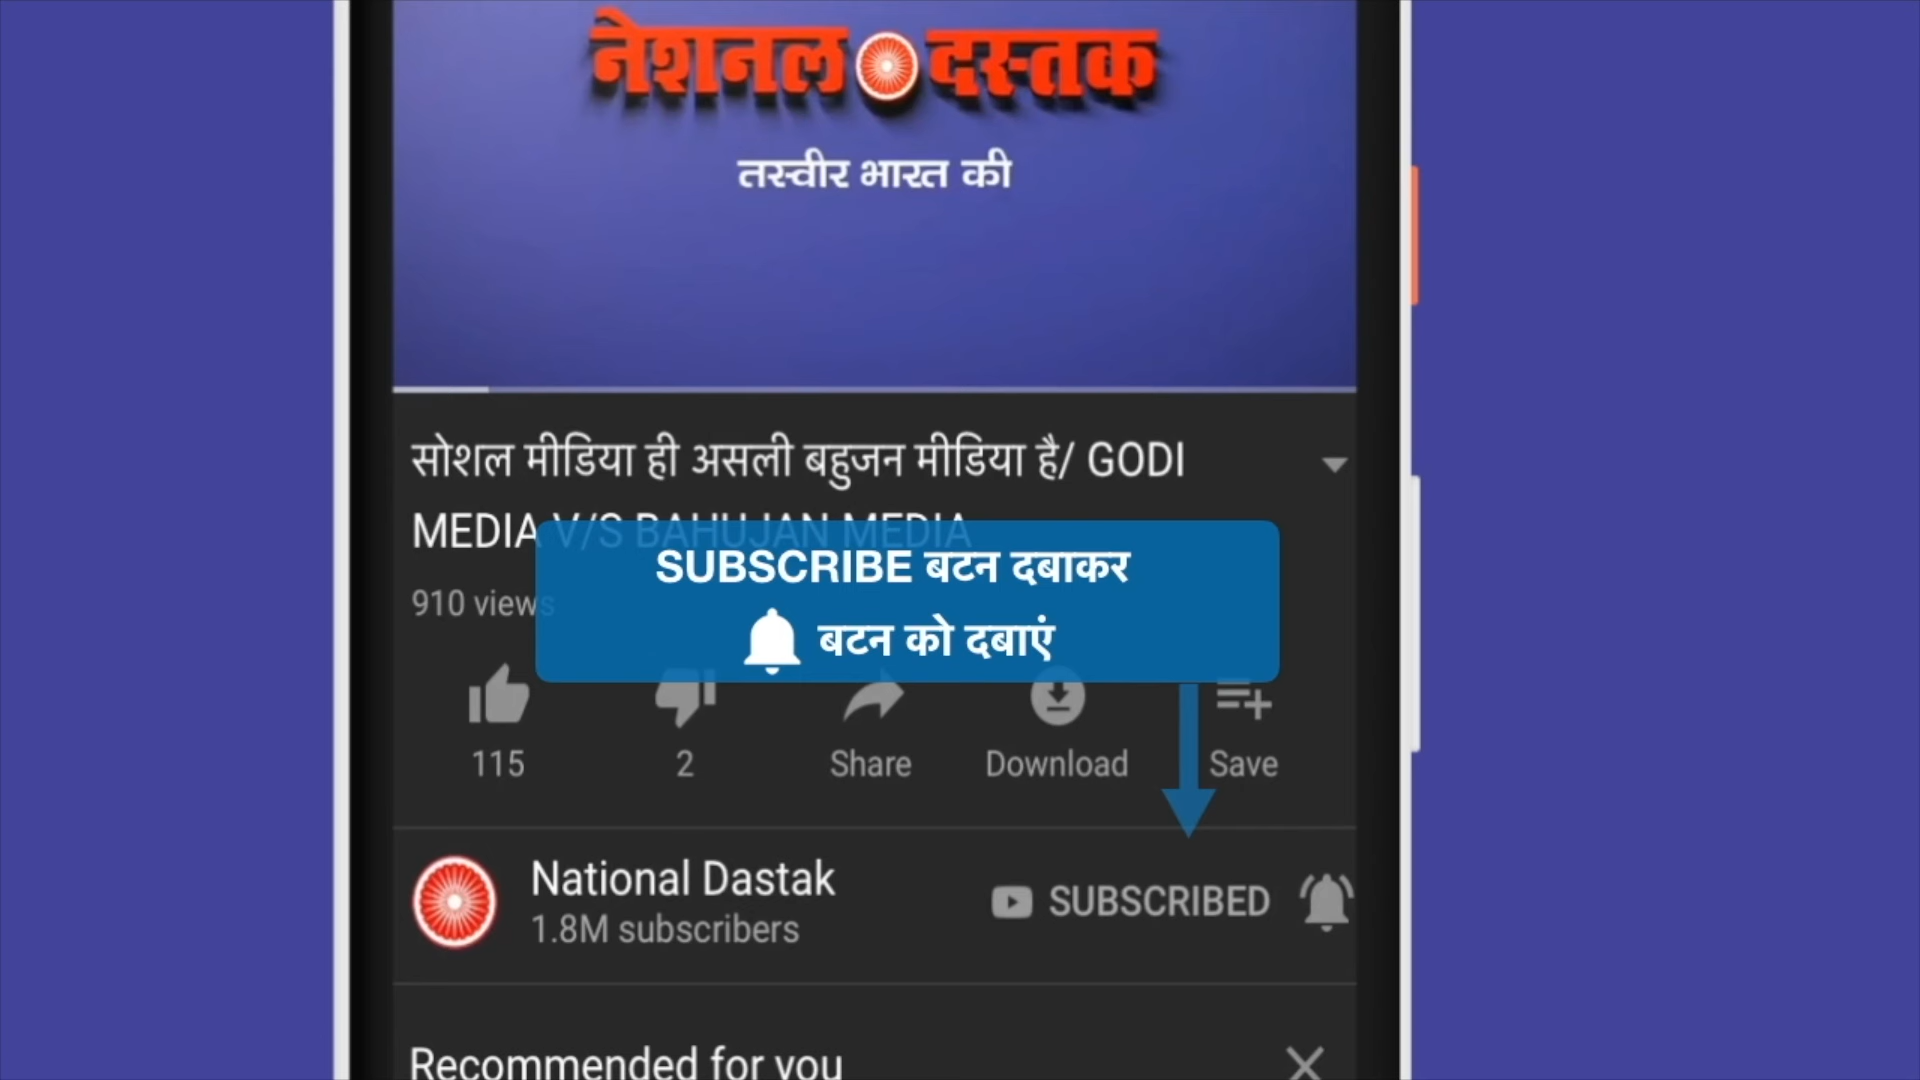 नेशनल दस्तक
तस्वीर भारत की
सोशल मीडिया ही असली बहुजन मीडिया है/ GODI
MEDIA V/S BAHUJAN MEDIA
SUBSCRIBE बटन दबाकर
बटन को दबाएं
910 views
115
2
Share
Download
Save
National Dastak
1.8M subscribers
SUBSCRIBED
Recommended for you